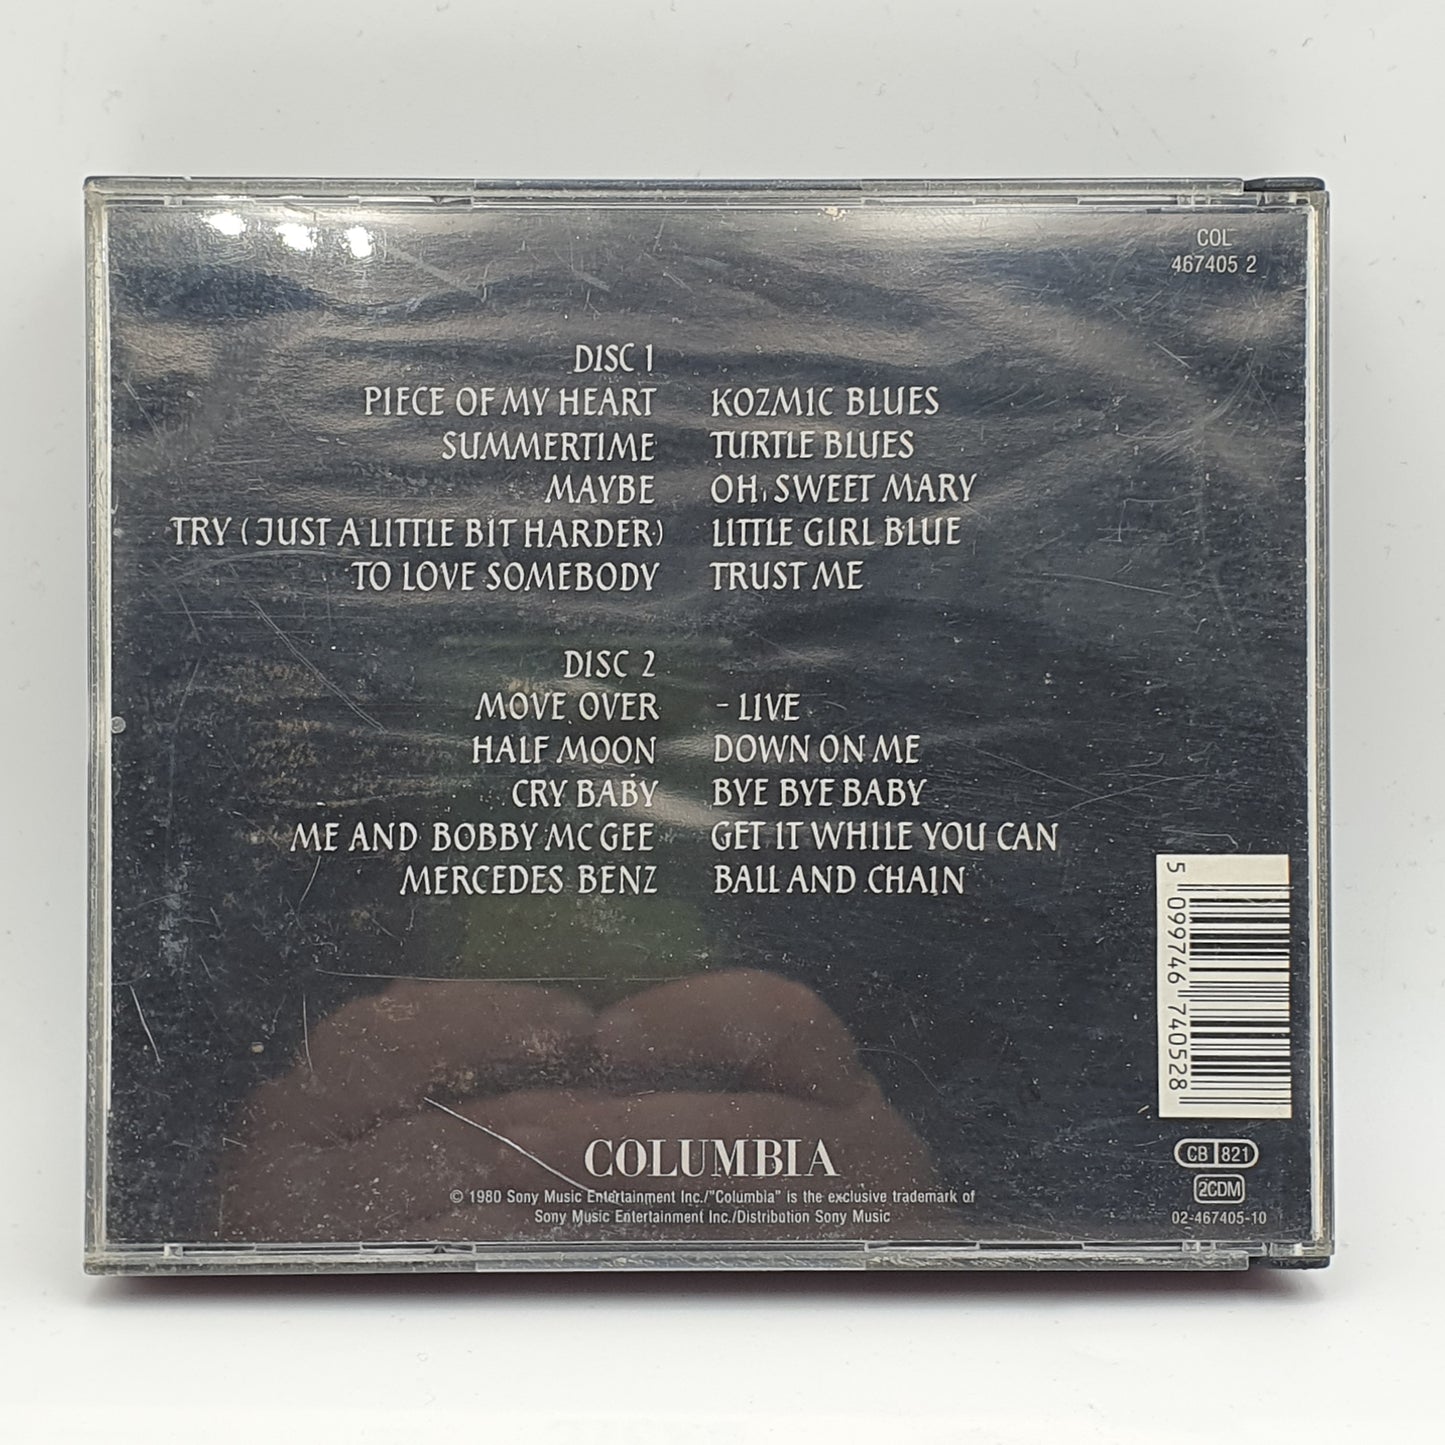 COL
467405 2
DISC 1
PIECE OF MY HEART
SUMMERTIME
MAYBE
TRY (JUST A LITTLE BIT HARDER)
TO LOVE SOMEBODY
KOZMIC BLUES
TURTLE BLUES
OH, SWEET MARY
LITTLE GIRL BLUE
TRUST ME
DISC 2
MOVE OVER
HALF MOON
CRY BABY
ME AND BOBBY MC GEE
MERCEDES BENZ
- LIVE
DOWN ON ME
BYE BYE BABY
GET IT WHILE YOU CAN
BALL AND CHAIN
5 099746 740528
COLUMBIA
© 1980 Sony Music Entertainment Inc./"Columbia" is the exclusive trademark of
Sony Music Entertainment Inc./Distribution Sony Music
CB 821
2CDM
02-467405-10